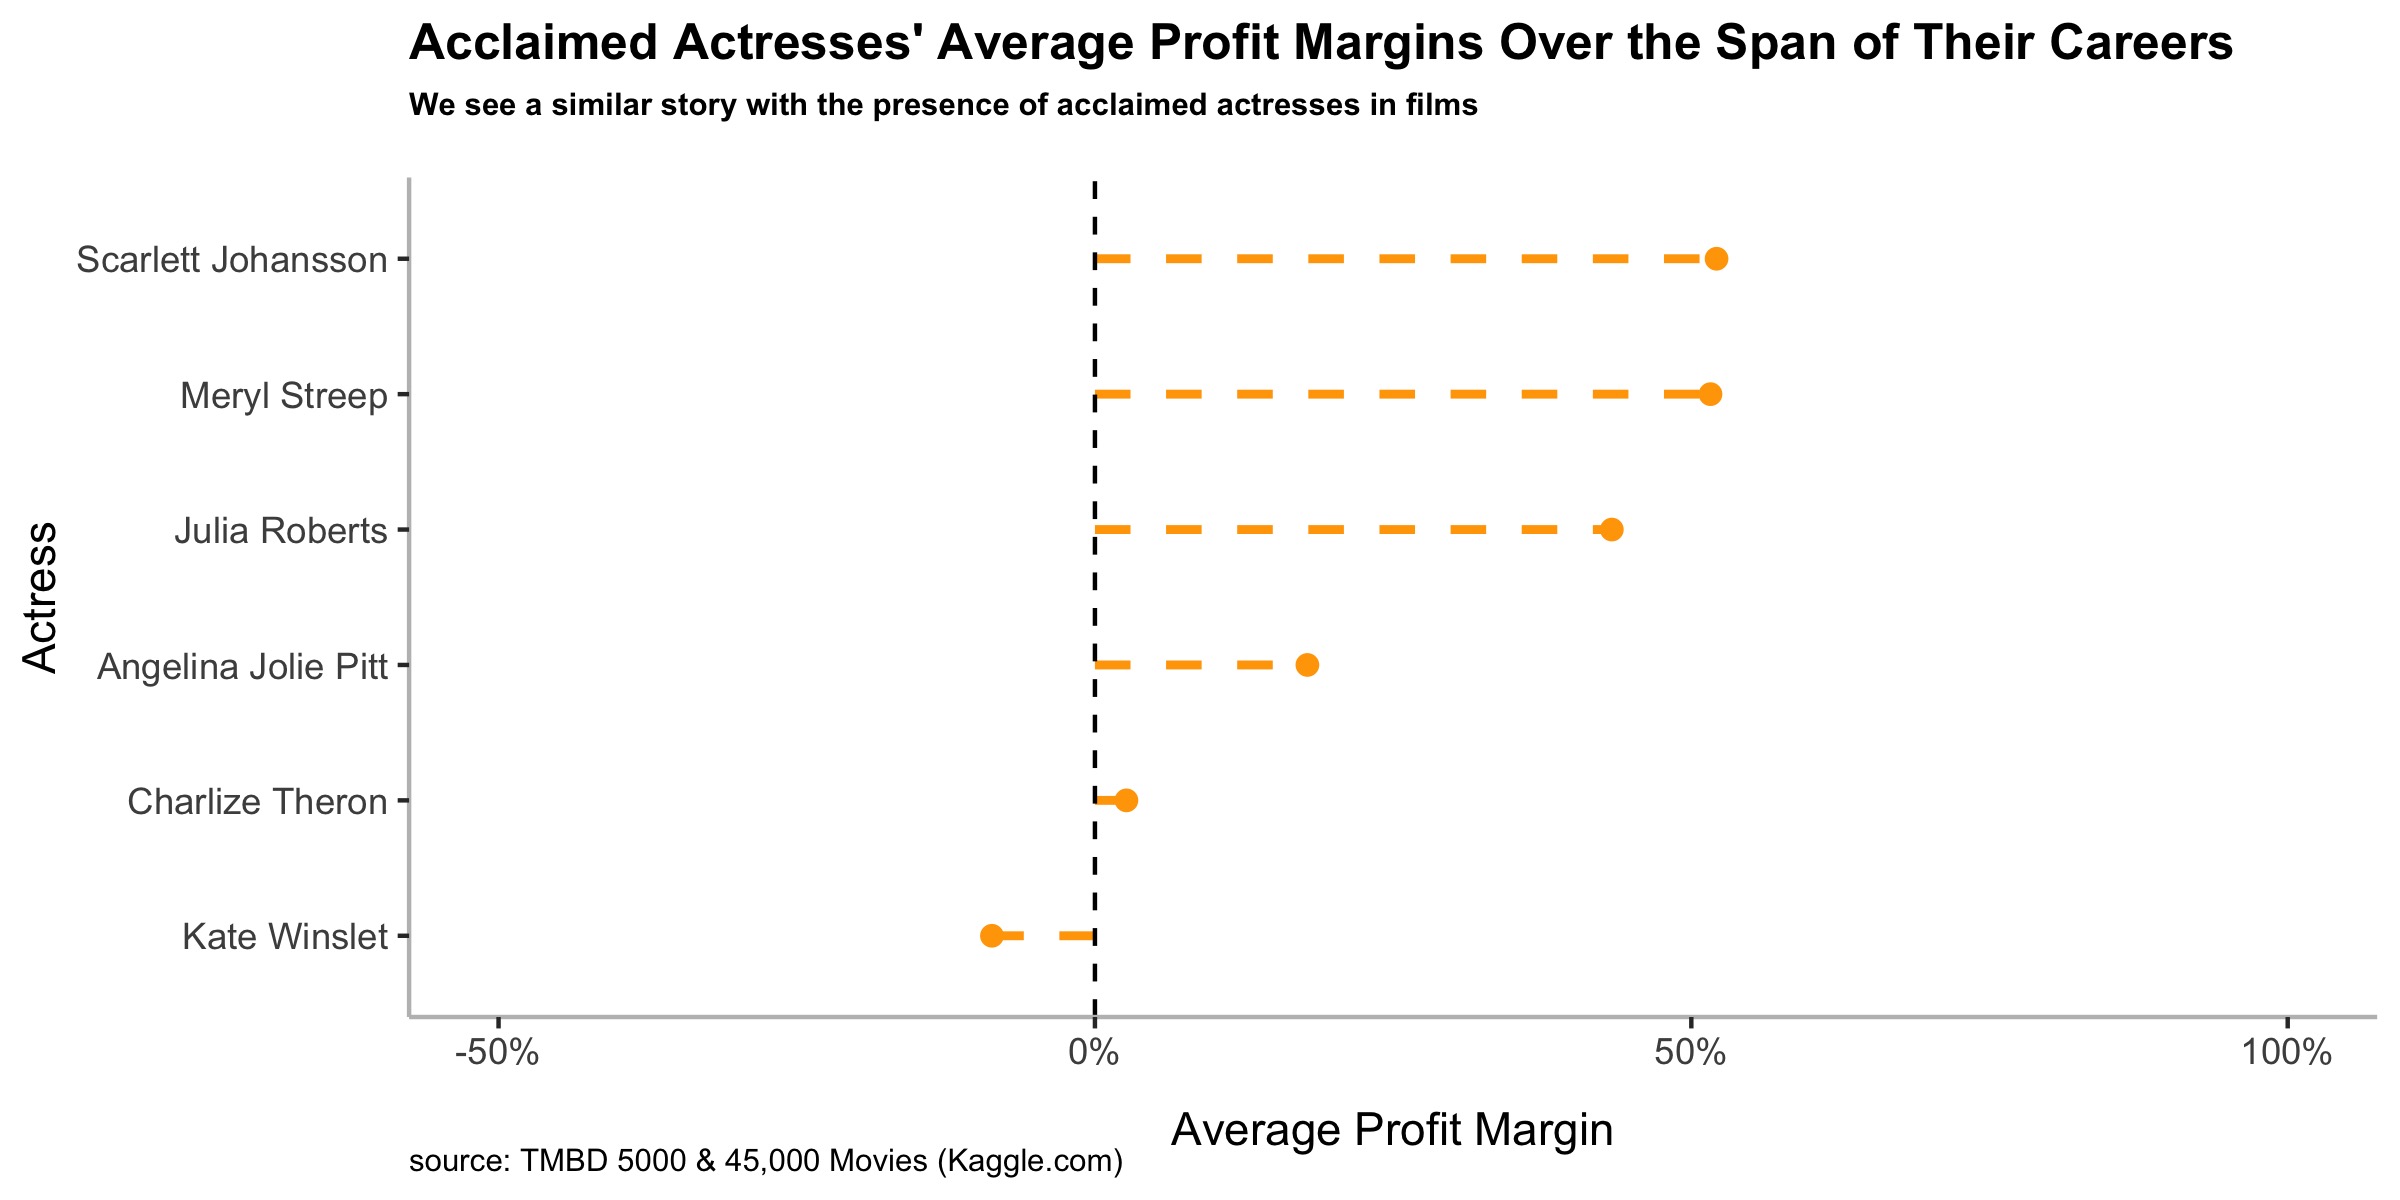 Acclaimed Actresses' Average Profit Margins Over the Span of Their Careers
We see a similar story with the presence of acclaimed actresses in films
Actress
Scarlett Johansson
Meryl Streep
Julia Roberts
Angelina Jolie Pitt
Charlize Theron
Kate Winslet
-50% 0% 50% 100%
Average Profit Margin
source: TMBD 5000 & 45,000 Movies (Kaggle.com)